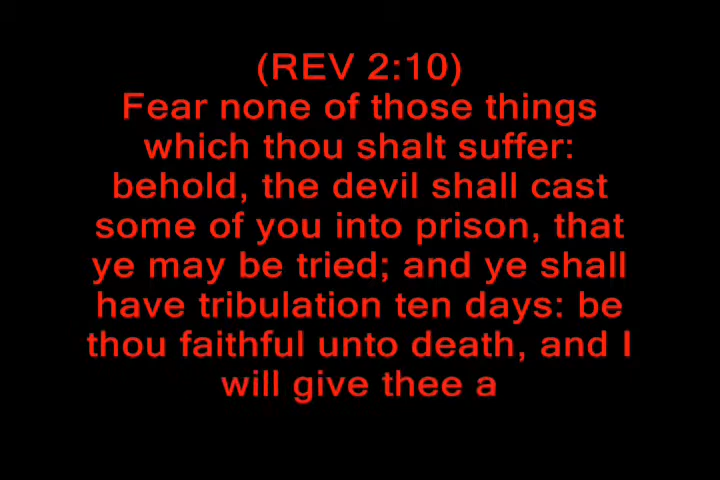 (REV 2:10)
Fear none of those things
which thou shalt suffer:
behold, the devil shall cast
some of you into prison, that
ye may be tried; and ye shall
have tribulation ten days: be
thou faithful unto death, and I
will give thee a